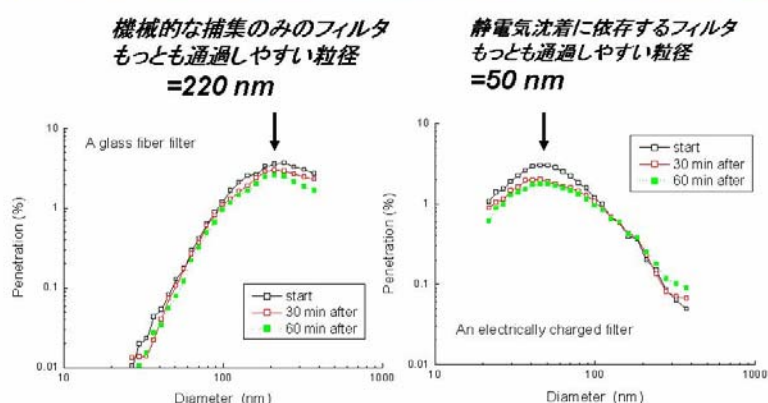 機械的な捕集のみのフィルタ
もっとも通過しやすい粒径
=220 nm
静電気沈着に依存するフィルタ
もっとも通過しやすい粒径
=50 nm
10
1
0.1
0.01
Penetration (%)
A glass fiber filter
start
30 min after
60 min after
10
100
1000
Diameter (nm)
10
1
0.1
0.01
Penetration (%)
start
30 min after
60 min after
An electrically charged filter
10
100
1000
Diameter (nm)